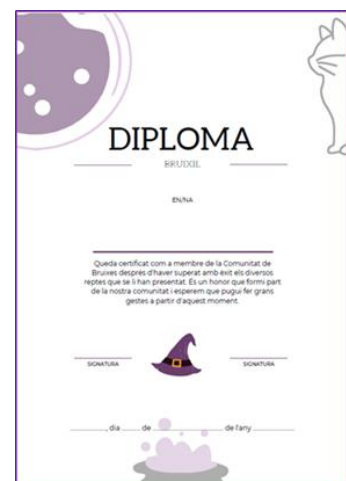 DIPLOMA
BRUIXIL
EN/NA
Queda certificat com a membre de la Comunitat de
Bruixes després d'haver superat amb èxit els diversos
reptes que se li han presentat. És un honor que formi part
de la nostra comunitat i esperem que pugui fer grans
gestes a partir d'aquest moment.
SIGNATURA SIGNATURA
, dia de de l'any